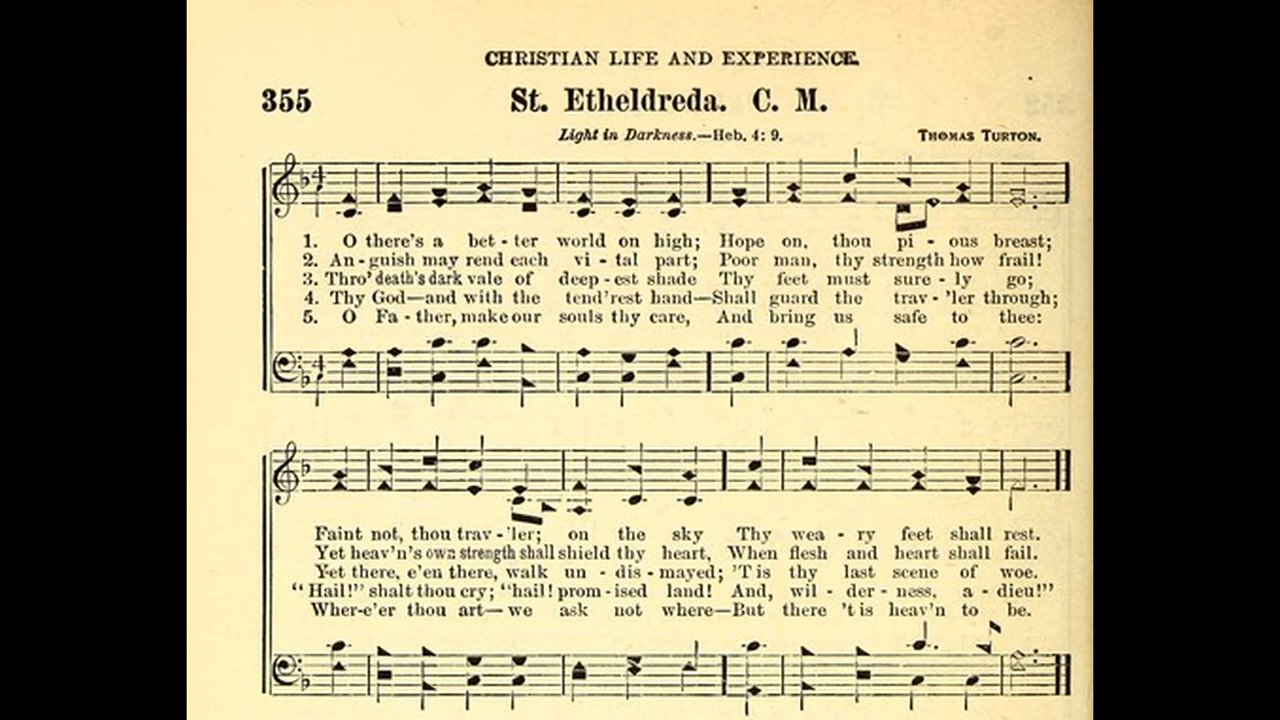 CHRISTIAN LIFE AND EXPERIENCE.
355 St. Etheldreda. C. M.
Light in Darkness.—Heb. 4: 9. THOMAS TURTON.
4
1. O there's a bet - ter world on high; Hope on, thou pi - ous breast;
2. An - guish may rend each vi - tal part; Poor man, thy strength how frail!
3. Thro' death's dark vale of deep - est shade Thy feet must sure - ly go;
4. Thy God—and with the tend'rest hand—Shall guard the trav - 'ler through;
5. O Fa - ther, make our souls thy care, And bring us safe to thee:
4
Faint not, thou trav - 'ler; on the sky Thy wea - ry feet shall rest.
Yet heav'n's own strength shall shield thy heart, When flesh and heart shall fail.
Yet there, e'en there, walk un - dis - mayed; 'T is thy last scene of woe.
"Hail!" shalt thou cry; "hail! prom - ised land! And, wil - der - ness, a - dieu!"
Wher-e'er thou art—we ask not where—But there 't is heav'n to be.